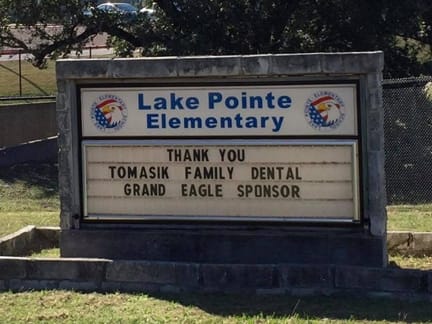 Lake Pointe
Elementary
THANK YOU
TOMASIK FAMILY DENTAL
GRAND EAGLE SPONSOR